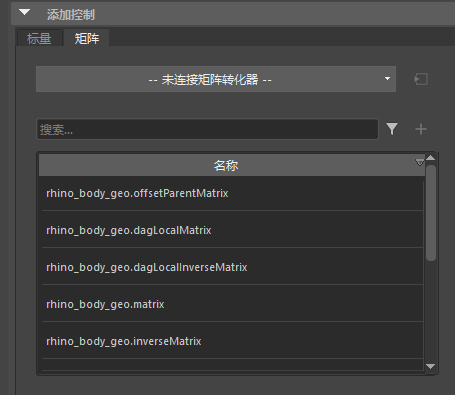 添加控制
标量 矩阵
-- 未连接矩阵转化器 --
搜索...
名称
rhino_body_geo.offsetParentMatrix
rhino_body_geo.dagLocalMatrix
rhino_body_geo.dagLocalInverseMatrix
rhino_body_geo.matrix
rhino_body_geo.inverseMatrix